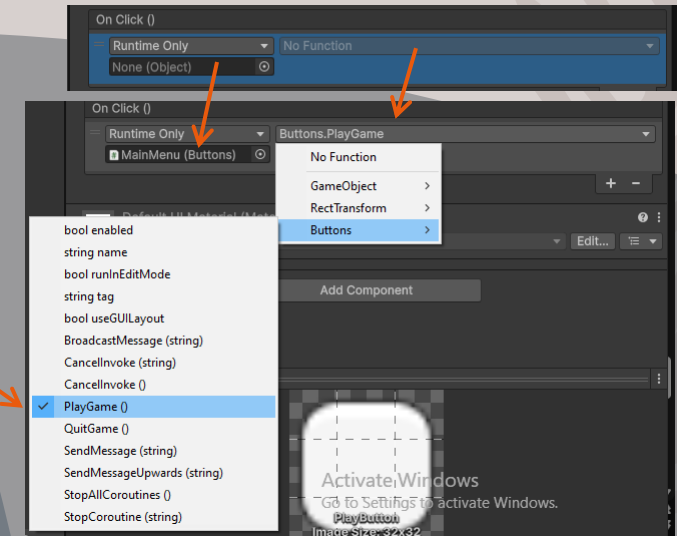 On Click ()
Runtime Only
No Function
None (Object)
On Click ()
Runtime Only
Buttons.PlayGame
MainMenu (Buttons)
No Function
GameObject
RectTransform
Buttons
Edit...
Add Component
bool enabled
string name
bool runInEditMode
string tag
bool useGUILayout
BroadcastMessage (string)
CancelInvoke (string)
CancelInvoke ()
PlayGame ()
QuitGame ()
SendMessage (string)
SendMessageUpwards (string)
StopAllCoroutines ()
StopCoroutine (string)
Activate Windows
Go to Settings to activate Windows.
PlayButton
Image Size: 32x32